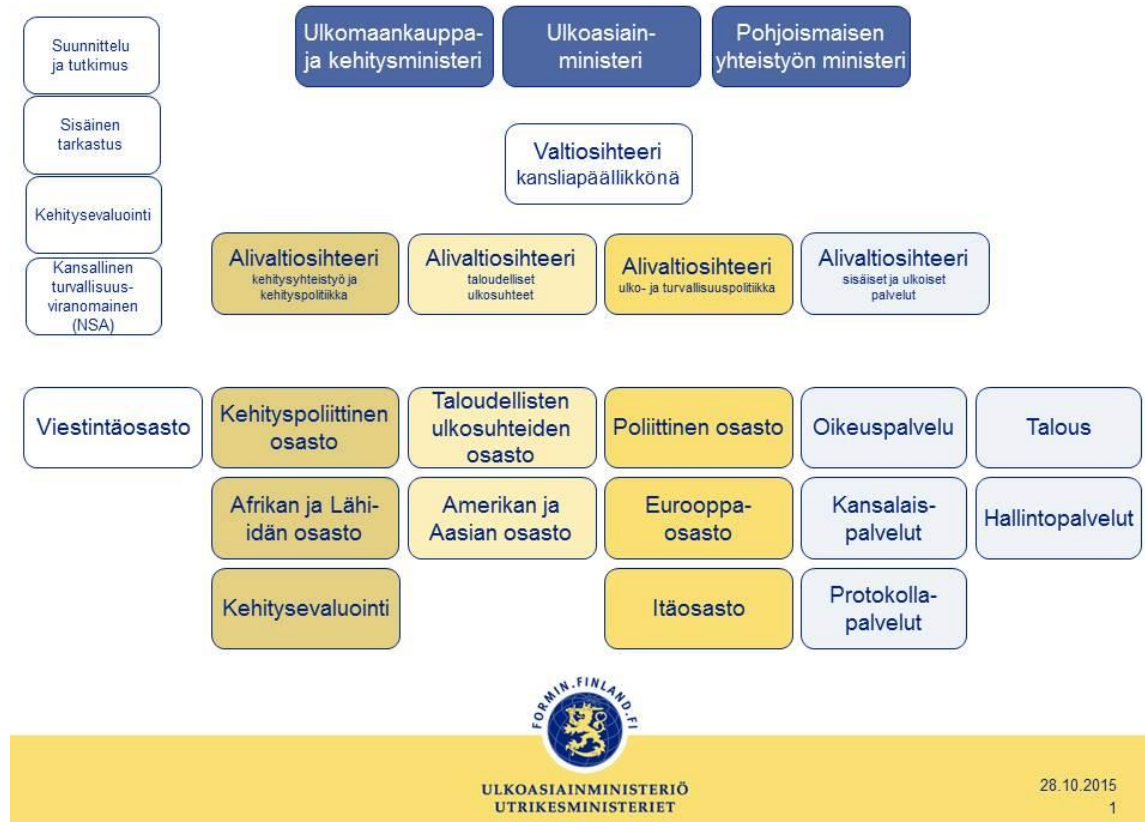 Suunnittelu
ja tutkimus
Sisäinen
tarkastus
Kehitysevaluointi
Kansallinen
turvallisuus-
viranomainen
(NSA)
Ulkomaankauppa-
ja kehitysministeri
Ulkoasiain-
ministeri
Pohjoismaisen
yhteistyön ministeri
Valtiosihteeri
kansliapäällikkönä
Alivaltiosihteeri
kehitysyhteistyö ja
kehityspolitiikka
Alivaltiosihteeri
taloudelliset
ulkosuhteet
Alivaltiosihteeri
ulko- ja turvallisuuspolitiikka
Alivaltiosihteeri
sisäiset ja ulkoiset
palvelut
Viestintäosasto
Kehityspoliittinen
osasto
Taloudellisten
ulkosuhteiden
osasto
Poliittinen osasto
Oikeuspalvelu
Talous
Afrikan ja Lähi-
idän osasto
Amerikan ja
Aasian osasto
Eurooppa-
osasto
Kansalais-
palvelut
Hallintopalvelut
Kehitysevaluointi
Itäosasto
Protokolla-
palvelut
FORMIN.FINLAND.FI
ULKOASIAINMINISTERIÖ
UTRIKESMINISTERIET
28.10.2015
1